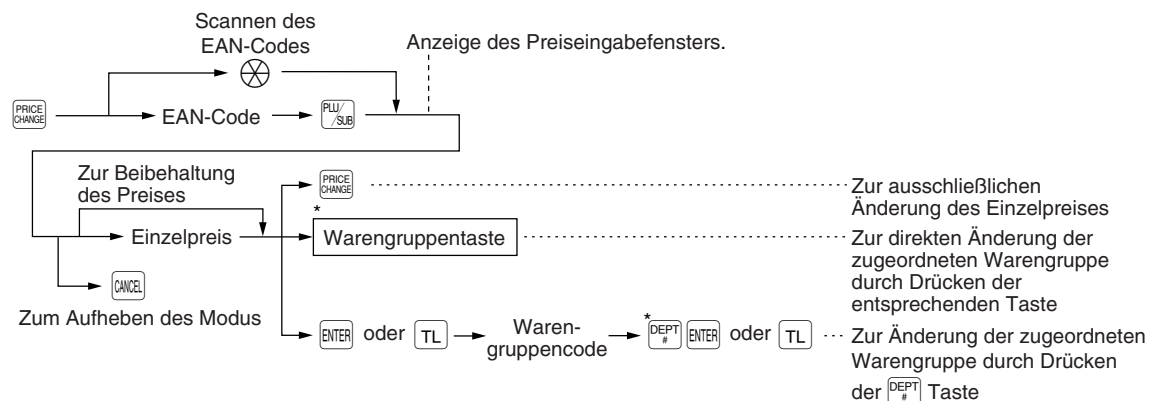 Scannen des
EAN-Codes
Anzeige des Preiseingabefensters.
PRICE CHANGE
EAN-Code
PLU/SUB
Zur Beibehaltung
des Preises
Einzelpreis
CANCEL
Zum Aufheben des Modus
PRICE CHANGE
Zur ausschließlichen
Änderung des Einzelpreises
*
Warengruppentaste
Zur direkten Änderung der
zugeordneten Warengruppe
durch Drücken der
entsprechenden Taste
ENTER oder TL
Waren-
gruppencode
* DEPT # ENTER oder TL
Zur Änderung der zugeordneten
Warengruppe durch Drücken
der DEPT # Taste